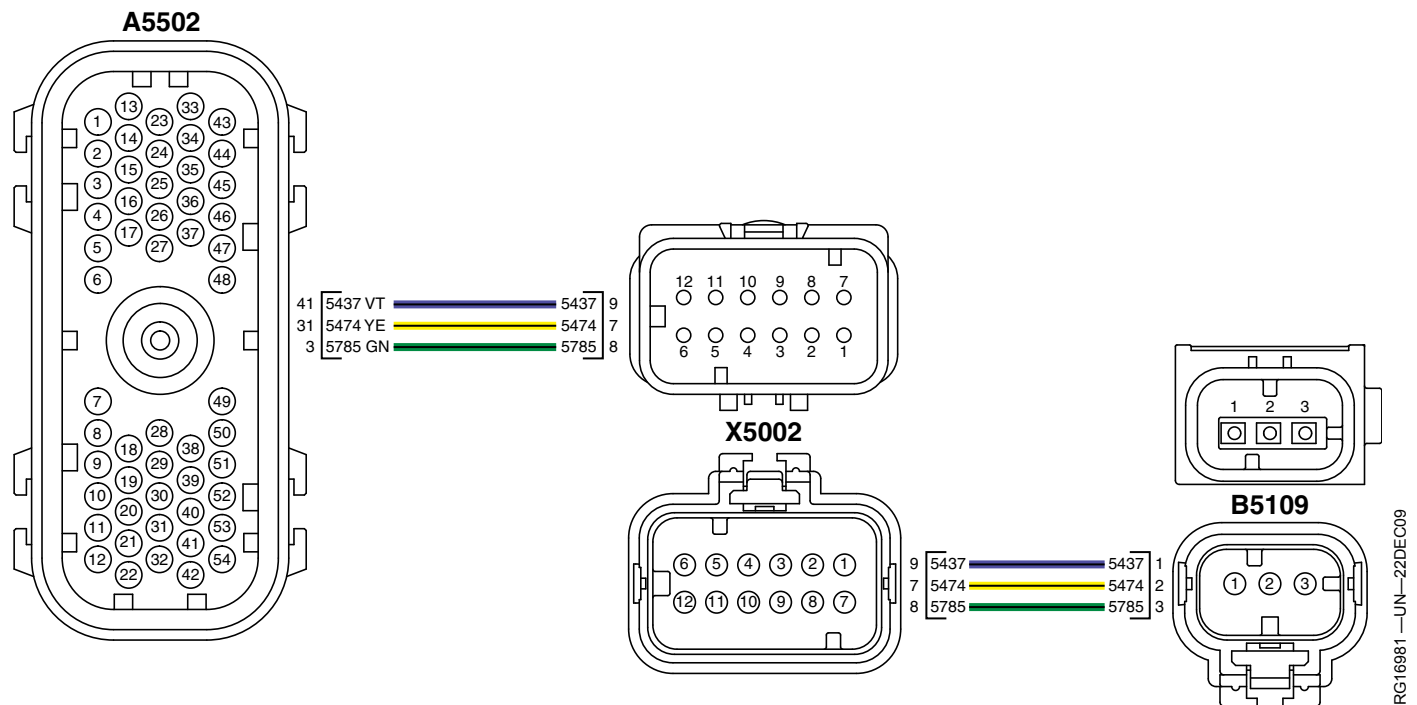 A5502
13 33
1 23 43
14 34
2 24 44
15 35
3 25 45
16 36
4 26 46
17 37
5 27 47
6 48
7 49
8 28 50
18 38
9 29 51
19 39
10 30 52
20 40
11 31 53
21 41
12 32 54
22 42
41 5437 VT 5437 9
31 5474 YE 5474 7
3 5785 GN 5785 8
12 11 10 9 8 7
6 5 4 3 2 1
X5002
6 5 4 3 2 1
12 11 10 9 8 7
9 5437 5437 1
7 5474 5474 2
8 5785 5785 3
1 2 3
B5109
1 2 3
RG16981 —UN—22DEC09